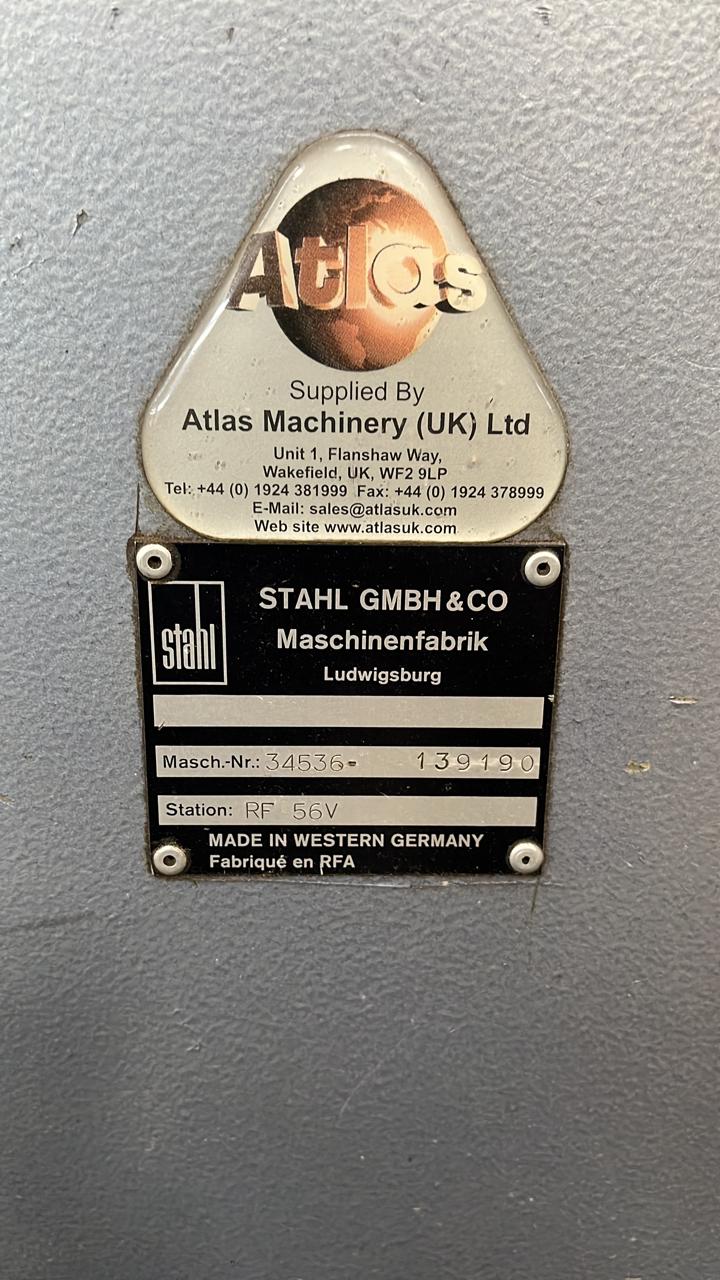 Atlas
Supplied By
Atlas Machinery (UK) Ltd
Unit 1, Flanshaw Way,
Wakefield, UK, WF2 9LP
Tel: +44 (0) 1924 381999 Fax: +44 (0) 1924 378999
E-Mail: sales@atlasuk.com
Web site www.atlasuk.com
stahl
STAHL GMBH & CO
Maschinenfabrik
Ludwigsburg
Masch.-Nr.: 34536- 139190
Station: RF 56V
MADE IN WESTERN GERMANY
Fabriqué en RFA